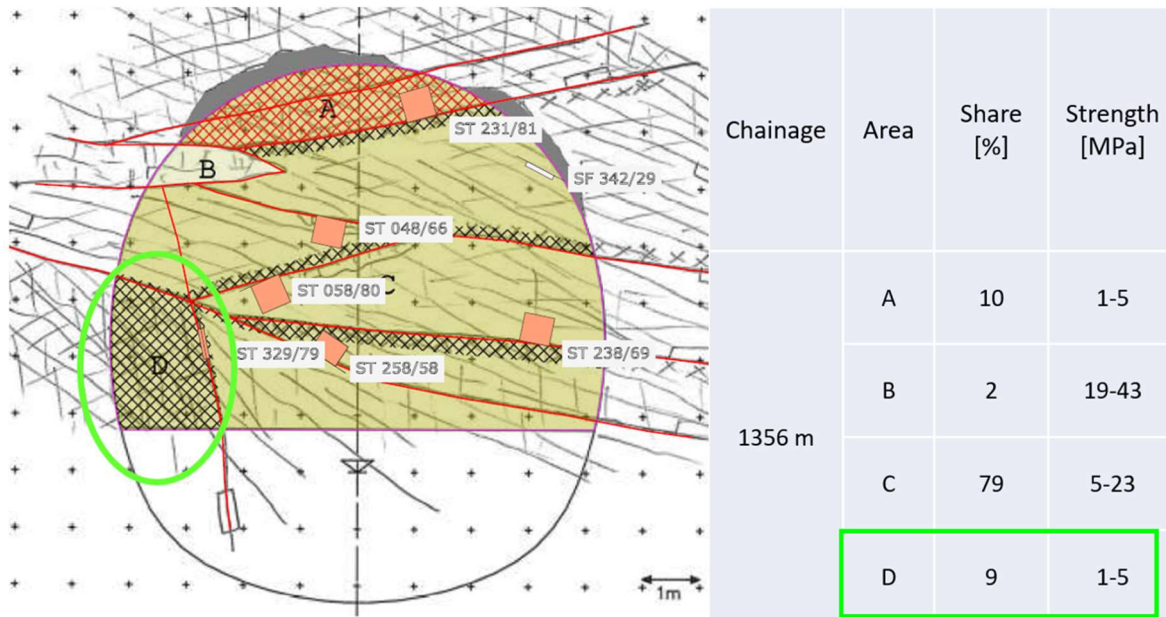 A
ST 231/81
B
SF 342/29
ST 048/66
C
ST 058/80
D
ST 329/79
ST 238/69
ST 258/58
1m
Chainage Area Share [%] Strength [MPa]
1356 m
A 10 1-5
B 2 19-43
C 79 5-23
D 9 1-5